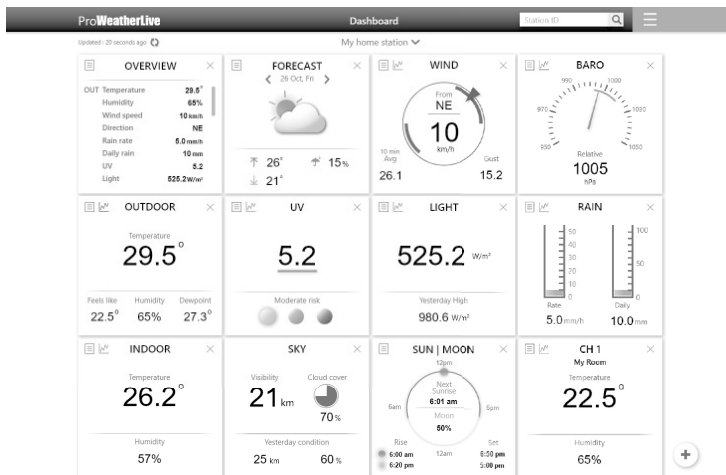 ProWeatherLive
Dashboard
Station ID
Updated : 20 seconds ago
My home station
OVERVIEW
OUT Temperature 29.5°
Humidity 65%
Wind speed 10 km/h
Direction NE
Rain rate 5.0 mm/h
Daily rain 10 mm
UV 5.2
Light 525.2 W/m²
FORECAST
26 Oct, Fri
26° 15%
21°
WIND
From
NE
10
km/h
10 min
Avg
26.1
Gust
15.2
BARO
950 970 990 1000 1030 1050
Relative
1005
hPa
OUTDOOR
Temperature
29.5°
Feels like Humidity Dewpoint
22.5° 65% 27.3°
UV
5.2
Moderate risk
LIGHT
525.2 W/m²
Yesterday High
980.6 W/m²
RAIN
50 100
40
30 50
20
10
0 0
Rate Daily
5.0 mm/h 10.0 mm
INDOOR
Temperature
26.2°
Humidity
57%
SKY
Visibility Cloud cover
21 km
70%
Yesterday condition
25 km 60%
SUN | MOON
12pm
Next
Sunrise
6:01 am
6am 6pm
Moon
50%
Rise 12am Set
6:00 am 6:50 pm
6:20 pm 5:00 pm
CH 1
My Room
Temperature
22.5°
Humidity
65%